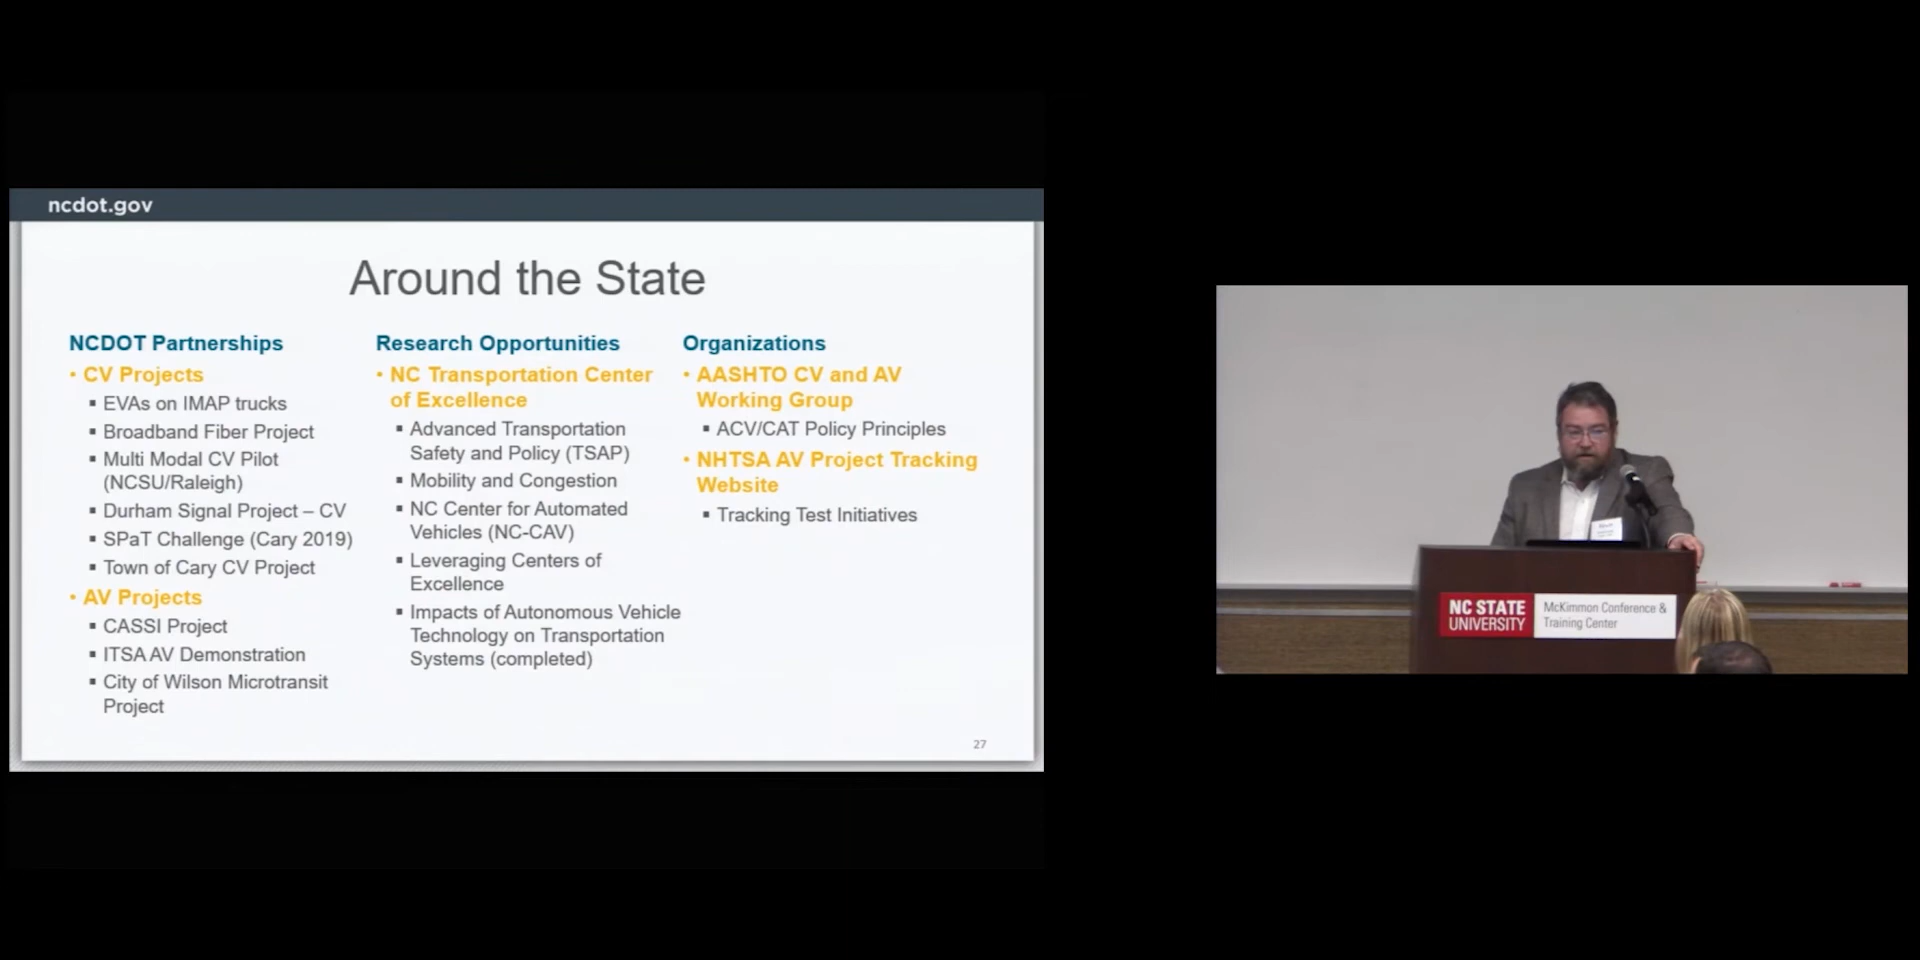 ncdot.gov
Around the State
NCDOT Partnerships
• CV Projects
▪ EVAs on IMAP trucks
▪ Broadband Fiber Project
▪ Multi Modal CV Pilot
(NCSU/Raleigh)
▪ Durham Signal Project – CV
▪ SPaT Challenge (Cary 2019)
▪ Town of Cary CV Project
• AV Projects
▪ CASSI Project
▪ ITSA AV Demonstration
▪ City of Wilson Microtransit
Project
Research Opportunities
• NC Transportation Center
of Excellence
▪ Advanced Transportation
Safety and Policy (TSAP)
▪ Mobility and Congestion
▪ NC Center for Automated
Vehicles (NC-CAV)
▪ Leveraging Centers of
Excellence
▪ Impacts of Autonomous Vehicle
Technology on Transportation
Systems (completed)
Organizations
• AASHTO CV and AV
Working Group
▪ ACV/CAT Policy Principles
• NHTSA AV Project Tracking
Website
▪ Tracking Test Initiatives
27
NC STATE
UNIVERSITY
McKimmon Conference &
Training Center